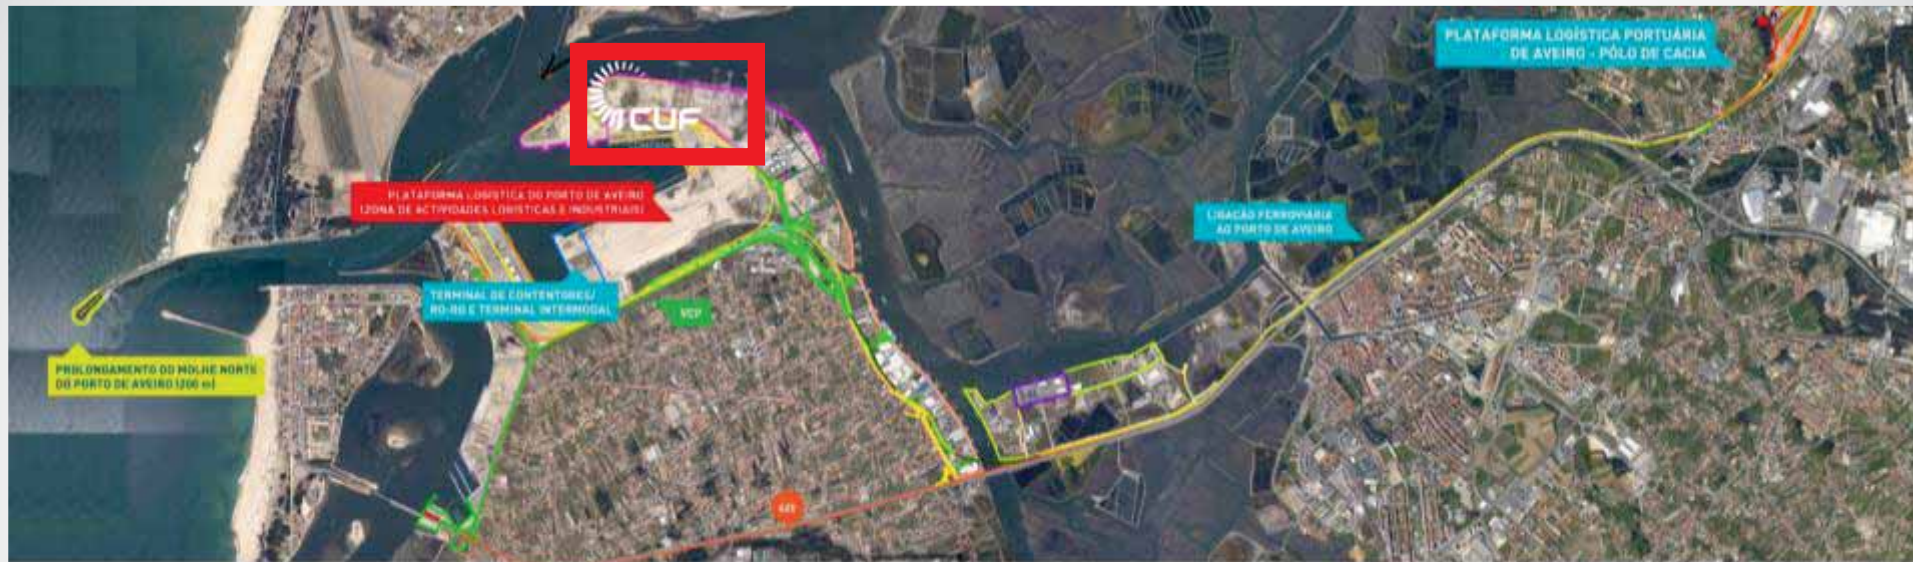 CUF
PLATAFORMA LOGÍSTICA PORTUÁRIA
DE AVEIRO - PÓLO DE CACIA
PLATAFORMA LOGÍSTICA DO PORTO DE AVEIRO
(ZONA DE ACTIVIDADES LOGÍSTICAS E INDUSTRIAIS)
LIGAÇÃO FERROVIÁRIA
AO PORTO DE AVEIRO
TERMINAL DE CONTENTORES/
RO-RO E TERMINAL INTERMODAL
VCP
PROLONGAMENTO DO MOLHE NORTE
DO PORTO DE AVEIRO (200 m)